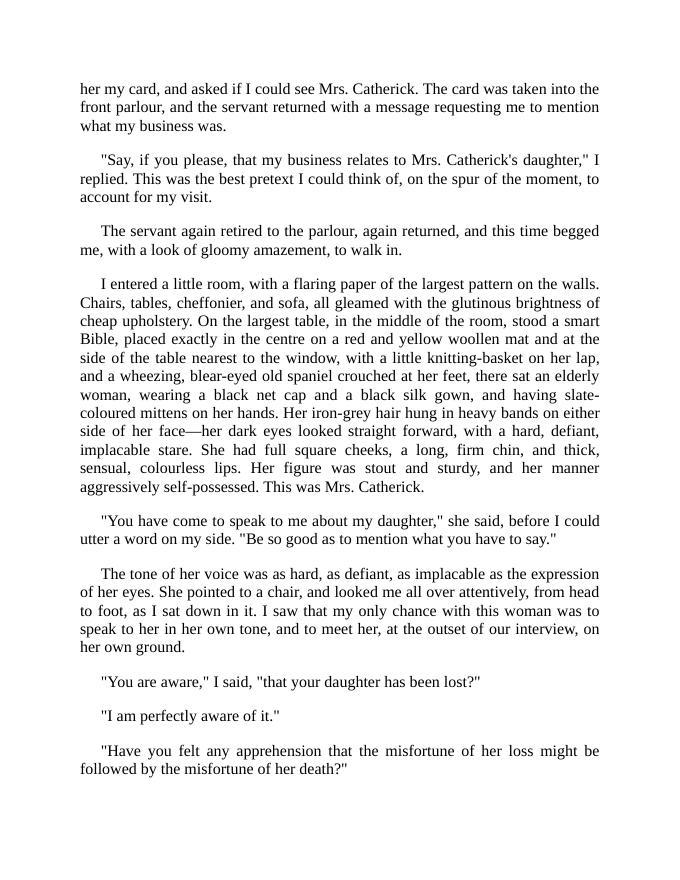 her my card, and asked if I could see Mrs. Catherick. The card was taken into the
front parlour, and the servant returned with a message requesting me to mention
what my business was.
"Say, if you please, that my business relates to Mrs. Catherick's daughter," I
replied. This was the best pretext I could think of, on the spur of the moment, to
account for my visit.
The servant again retired to the parlour, again returned, and this time begged
me, with a look of gloomy amazement, to walk in.
I entered a little room, with a flaring paper of the largest pattern on the walls.
Chairs, tables, cheffonier, and sofa, all gleamed with the glutinous brightness of
cheap upholstery. On the largest table, in the middle of the room, stood a smart
Bible, placed exactly in the centre on a red and yellow woollen mat and at the
side of the table nearest to the window, with a little knitting-basket on her lap,
and a wheezing, blear-eyed old spaniel crouched at her feet, there sat an elderly
woman, wearing a black net cap and a black silk gown, and having slate-
coloured mittens on her hands. Her iron-grey hair hung in heavy bands on either
side of her face—her dark eyes looked straight forward, with a hard, defiant,
implacable stare. She had full square cheeks, a long, firm chin, and thick,
sensual, colourless lips. Her figure was stout and sturdy, and her manner
aggressively self-possessed. This was Mrs. Catherick.
"You have come to speak to me about my daughter," she said, before I could
utter a word on my side. "Be so good as to mention what you have to say."
The tone of her voice was as hard, as defiant, as implacable as the expression
of her eyes. She pointed to a chair, and looked me all over attentively, from head
to foot, as I sat down in it. I saw that my only chance with this woman was to
speak to her in her own tone, and to meet her, at the outset of our interview, on
her own ground.
"You are aware," I said, "that your daughter has been lost?"
"I am perfectly aware of it."
"Have you felt any apprehension that the misfortune of her loss might be
followed by the misfortune of her death?"